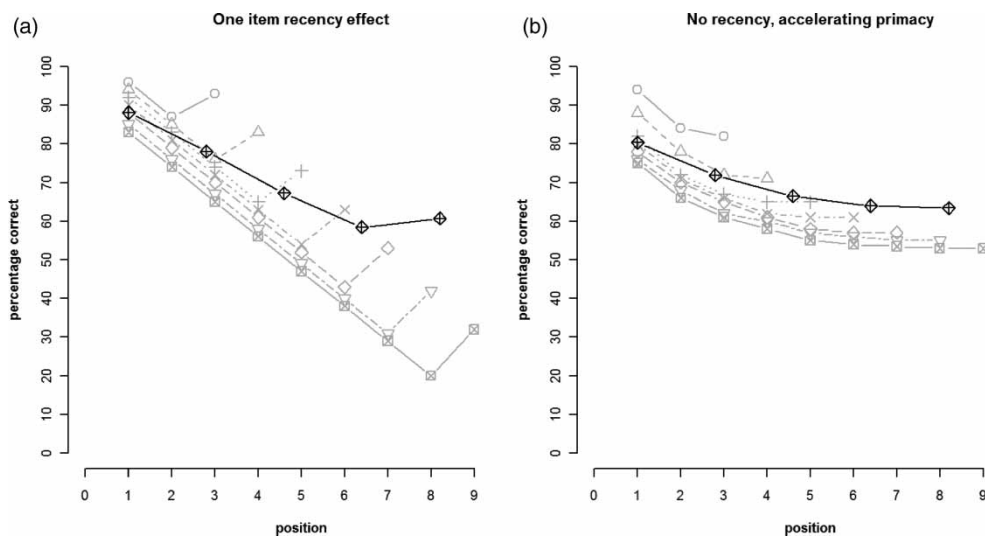 (a)
One item recency effect
percentage correct
100
90
80
70
60
50
40
30
20
10
0
0 1 2 3 4 5 6 7 8 9
position
(b)
No recency, accelerating primacy
percentage correct
100
90
80
70
60
50
40
30
20
10
0
0 1 2 3 4 5 6 7 8 9
position